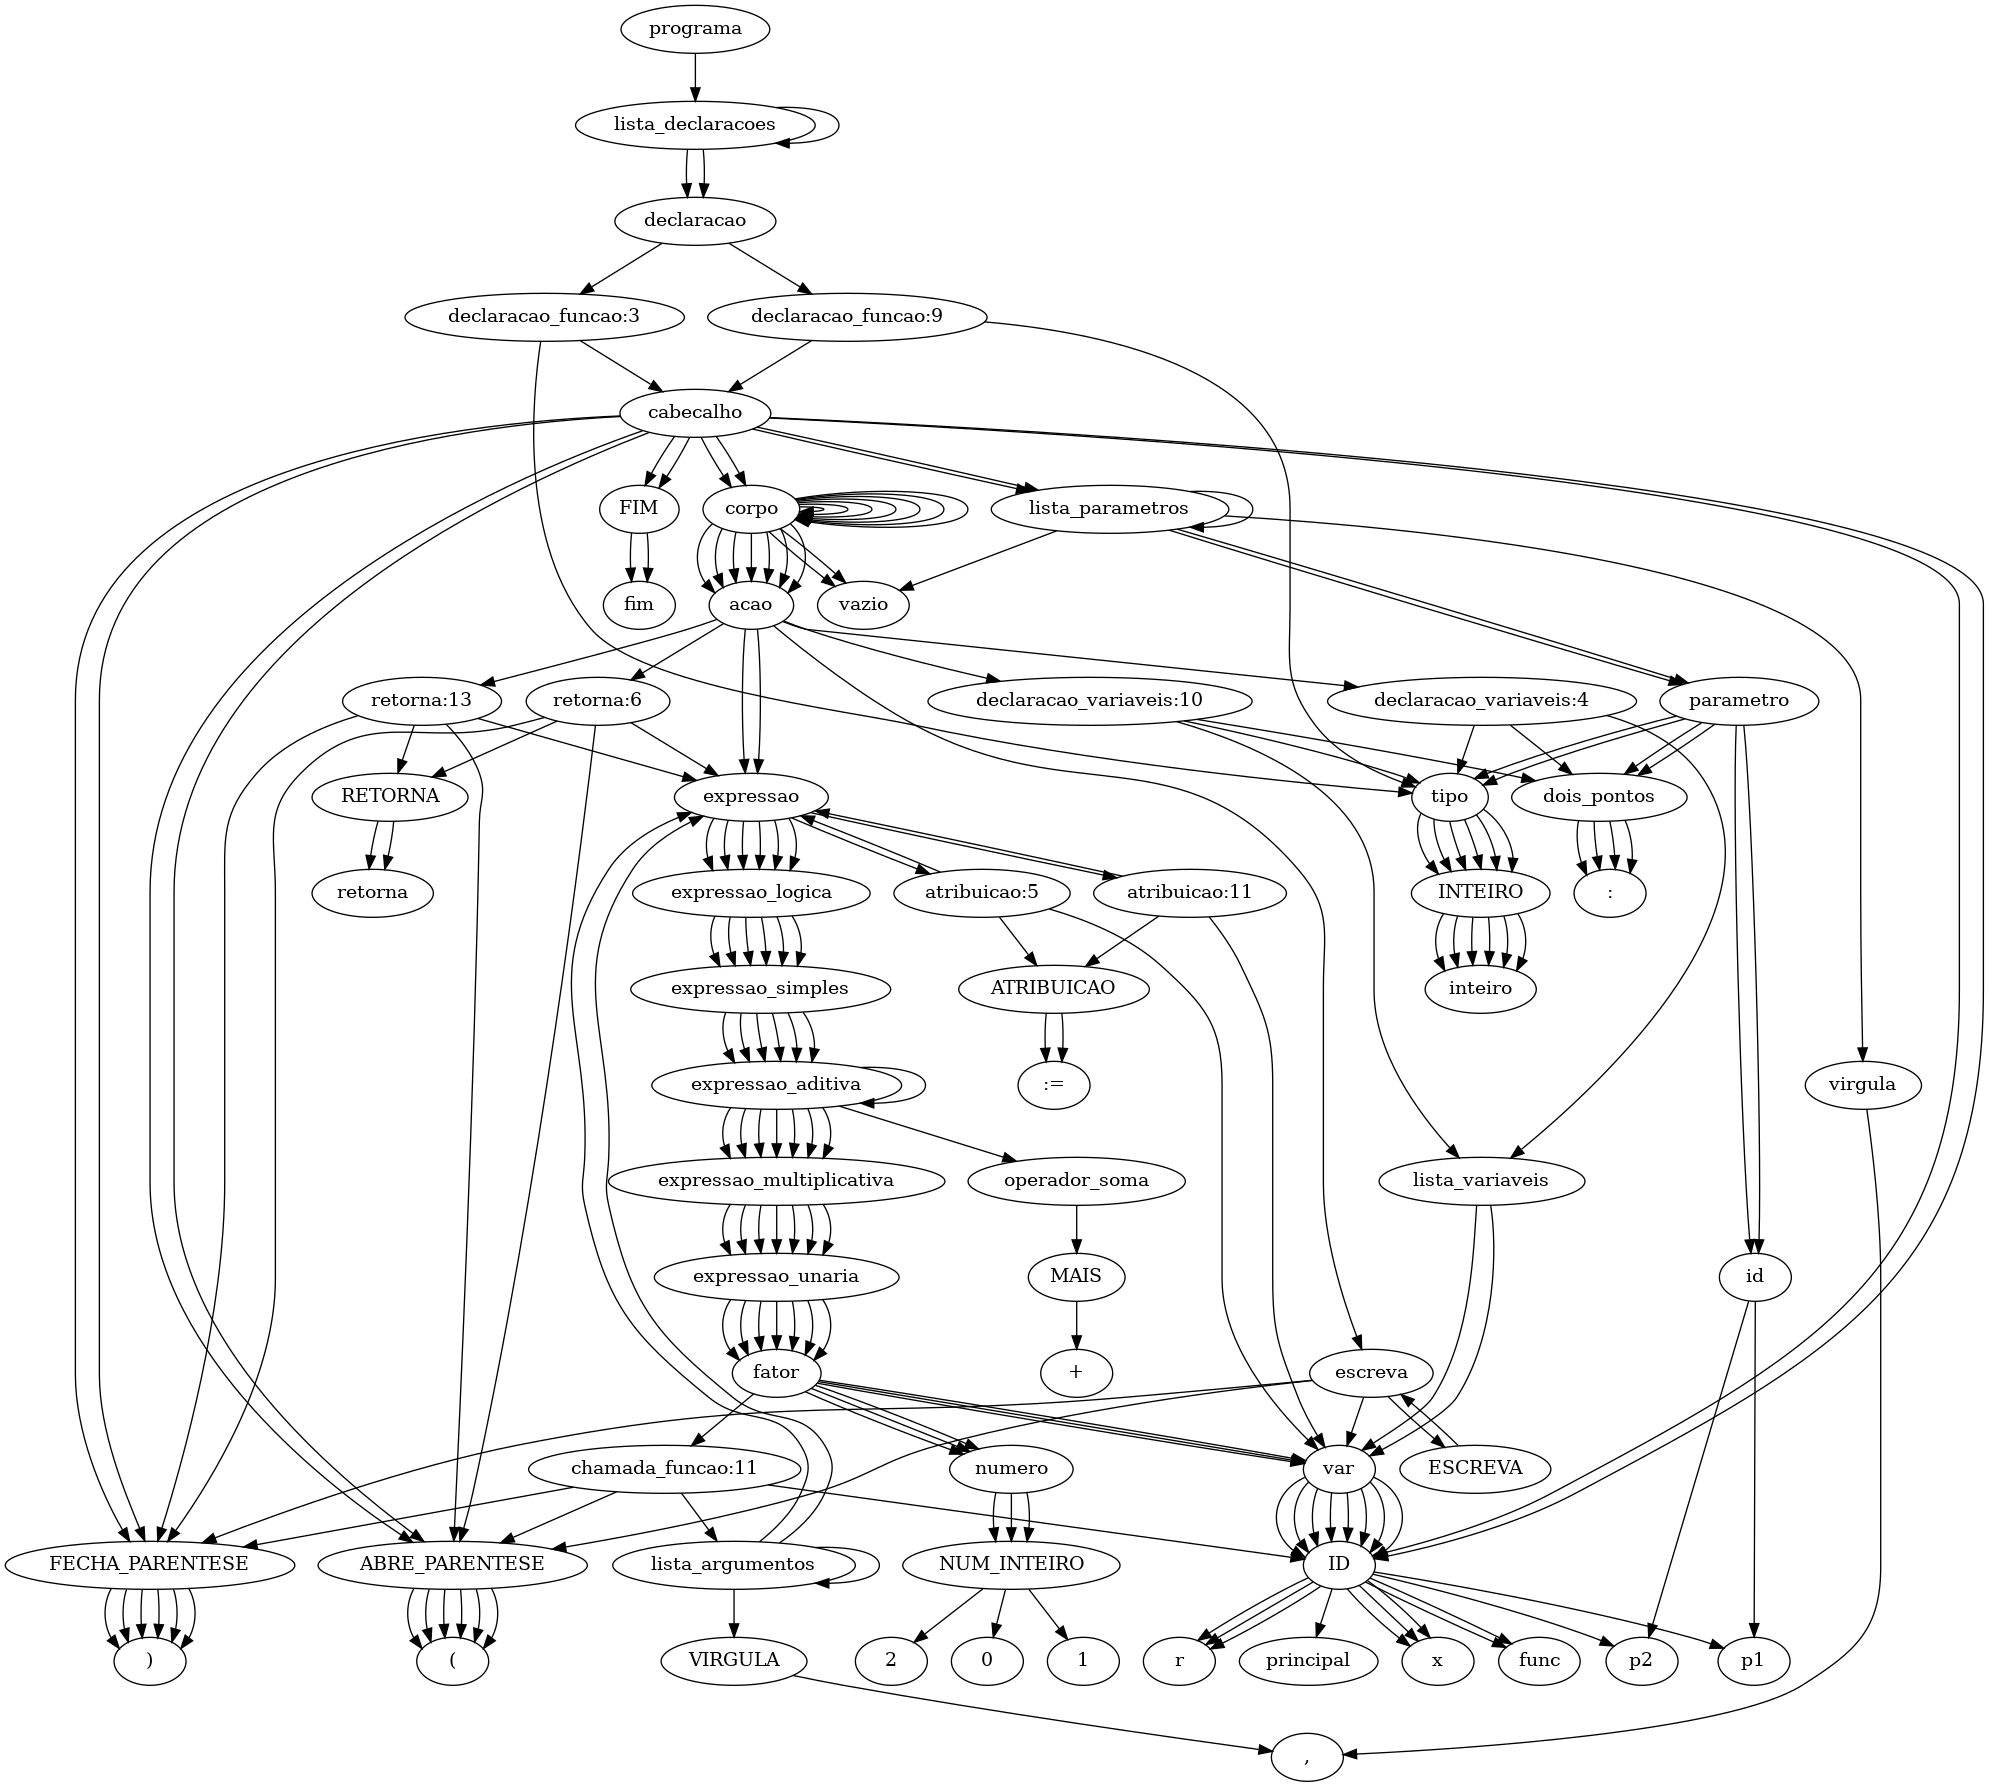 programa
lista_declaracoes
declaracao
declaracao_funcao:3
declaracao_funcao:9
cabecalho
FIM
corpo
lista_parametros
fim
acao
vazio
retorna:13
retorna:6
declaracao_variaveis:10
declaracao_variaveis:4
parametro
RETORNA
expressao
tipo
dois_pontos
retorna
expressao_logica
atribuicao:5
atribuicao:11
INTEIRO
:
expressao_simples
ATRIBUICAO
inteiro
expressao_aditiva
:=
virgula
expressao_multiplicativa
operador_soma
lista_variaveis
expressao_unaria
MAIS
id
fator
+
escreva
chamada_funcao:11
numero
var
ESCREVA
FECHA_PARENTESE
ABRE_PARENTESE
lista_argumentos
NUM_INTEIRO
ID
)
(
VIRGULA
2
0
1
r
principal
x
func
p2
p1
,